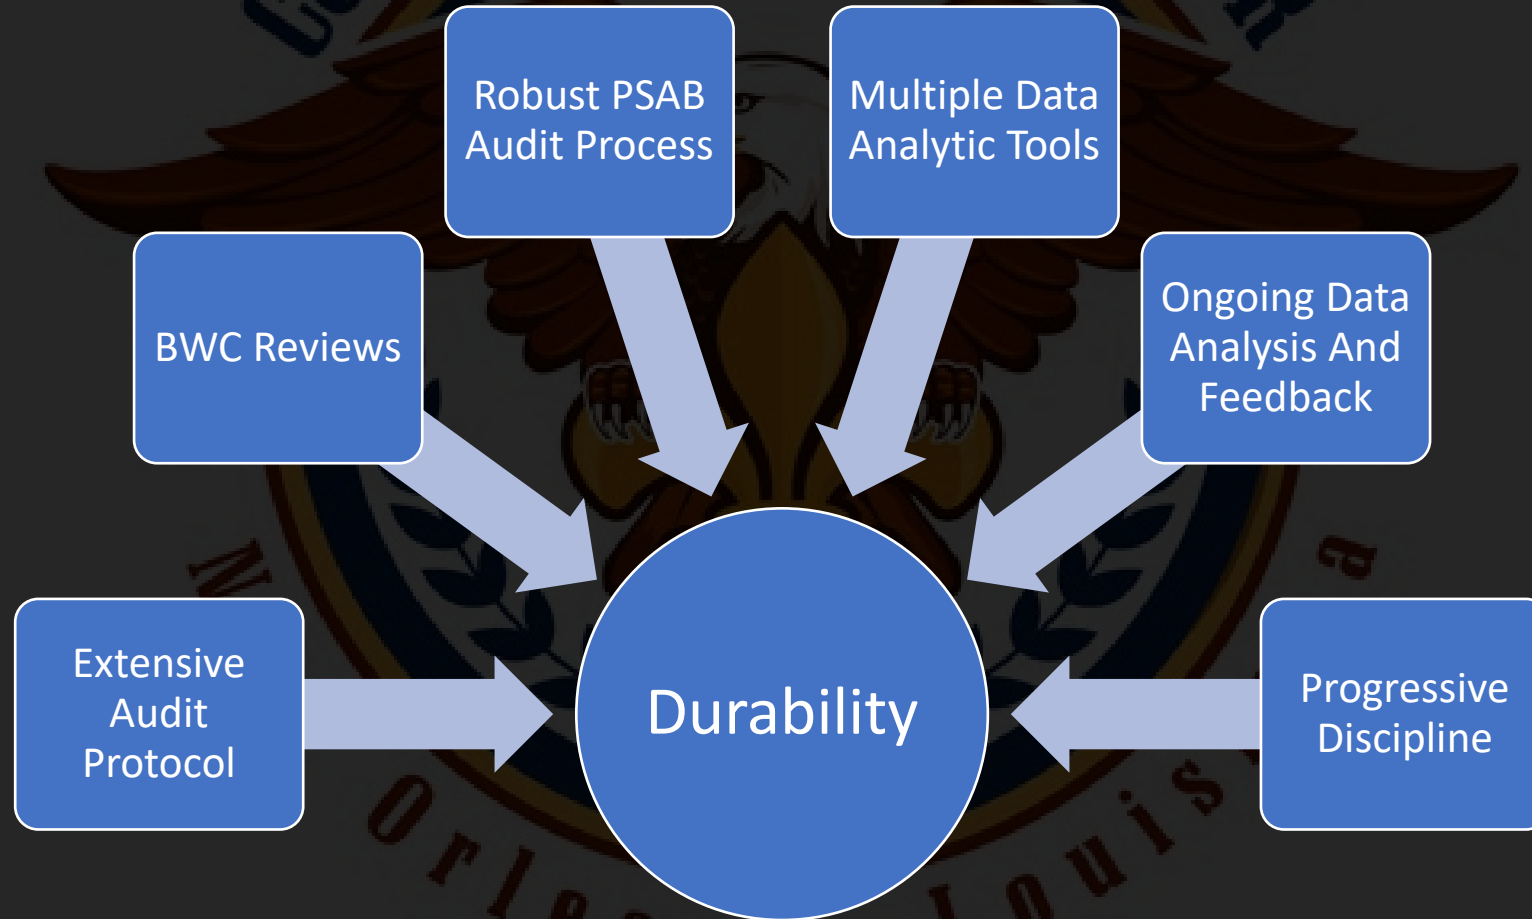 Robust PSAB
Audit Process
Multiple Data
Analytic Tools
BWC Reviews
Ongoing Data
Analysis And
Feedback
Extensive
Audit
Protocol
Durability
Progressive
Discipline